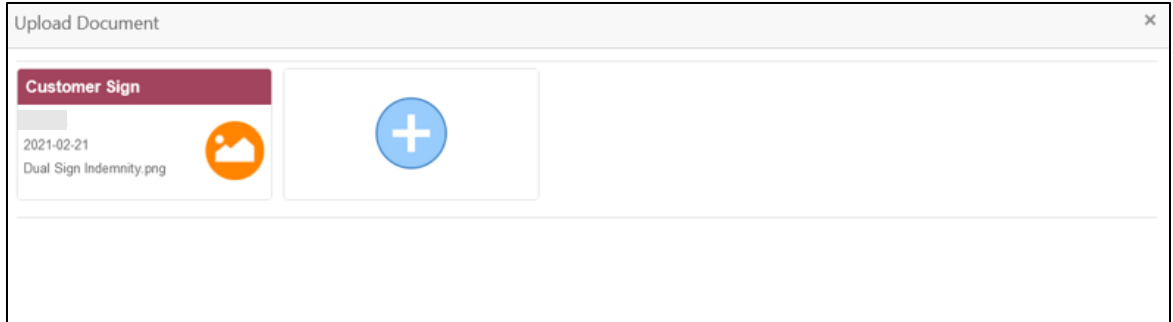 Upload Document
×
Customer Sign
2021-02-21
Dual Sign Indemnity.png